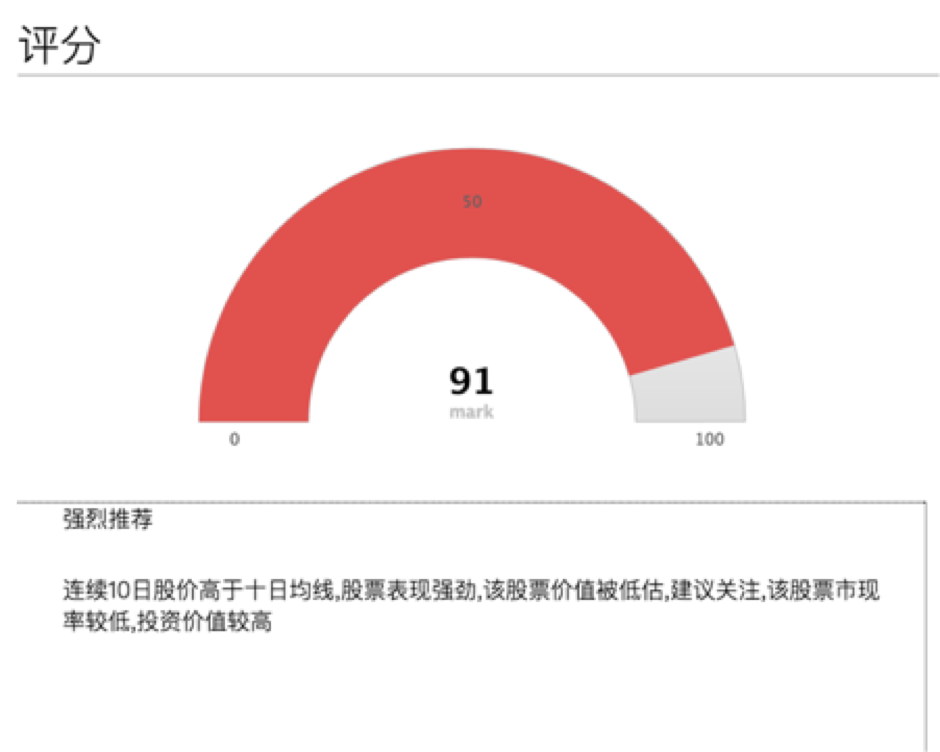 评分
50
91
mark
0
100
强烈推荐
连续10日股价高于十日均线,股票表现强劲,该股票价值被低估,建议关注,该股票市现
率较低,投资价值较高